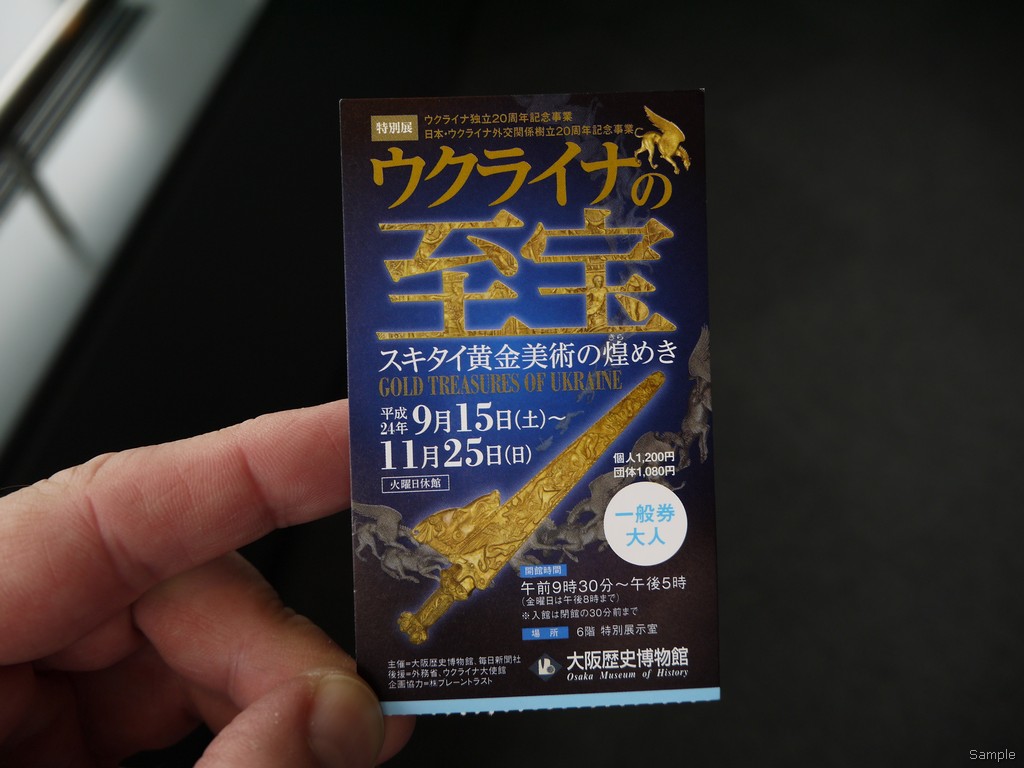 特別展
ウクライナ独立20周年記念事業
日本・ウクライナ外交関係樹立20周年記念事業
ウクライナの
至宝
スキタイ黄金美術の煌めき
きら
GOLD TREASURES OF UKRAINE
平成24年 9月15日(土)～
11月25日(日)
火曜日休館
個人1,200円
団体1,080円
一般券
大人
開館時間
午前9時30分～午後5時
(金曜日は午後8時まで)
※入館は閉館の30分前まで
場所 6階 特別展示室
主催=大阪歴史博物館、毎日新聞社
後援=外務省、ウクライナ大使館
企画協力=㈱ブレーントラスト
大阪歴史博物館
Osaka Museum of History
Sample